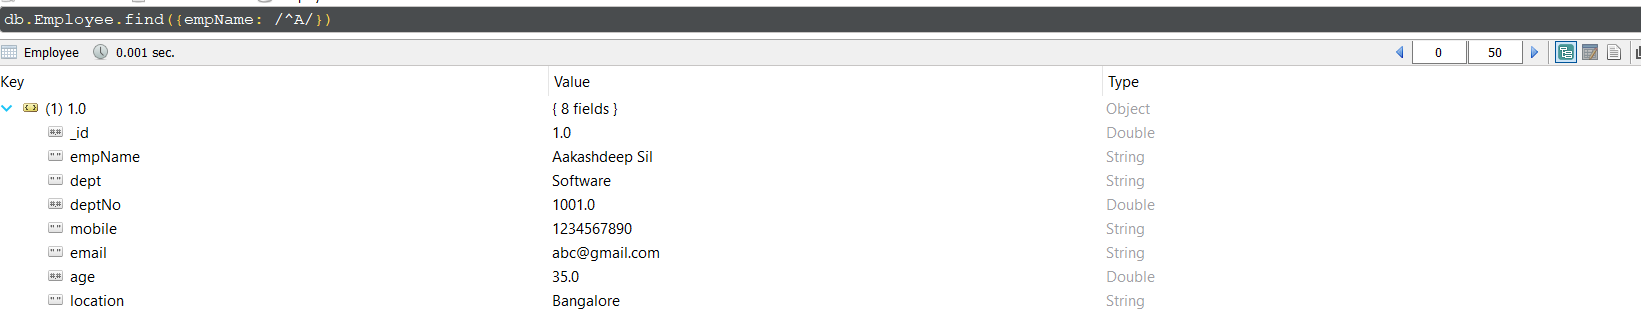 db.Employee.find({empName: /^A/})
Employee 0.001 sec. 0 50
Key Value Type
(1) 1.0 { 8 fields } Object
_id 1.0 Double
empName Aakashdeep Sil String
dept Software String
deptNo 1001.0 Double
mobile 1234567890 String
email abc@gmail.com String
age 35.0 Double
location Bangalore String